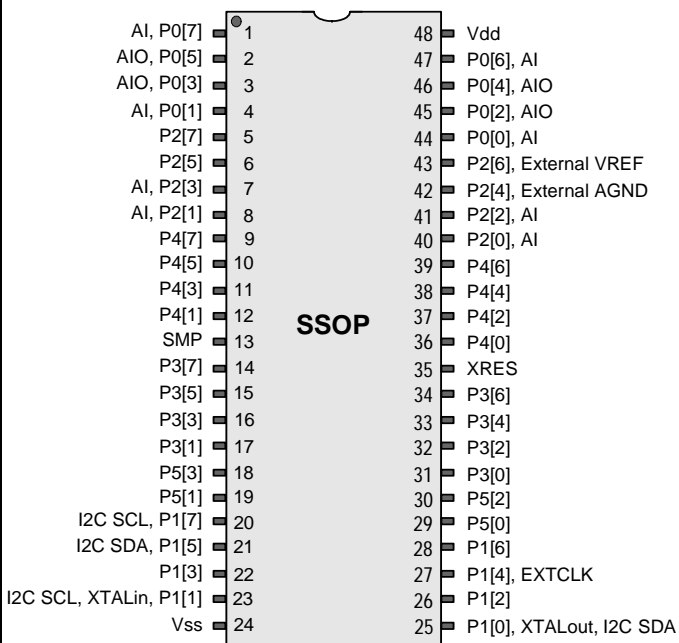 AI, P0[7] 1 48 Vdd
AIO, P0[5] 2 47 P0[6], AI
AIO, P0[3] 3 46 P0[4], AIO
AI, P0[1] 4 45 P0[2], AIO
P2[7] 5 44 P0[0], AI
P2[5] 6 43 P2[6], External VREF
AI, P2[3] 7 42 P2[4], External AGND
AI, P2[1] 8 41 P2[2], AI
P4[7] 9 40 P2[0], AI
P4[5] 10 39 P4[6]
P4[3] 11 38 P4[4]
P4[1] 12 SSOP 37 P4[2]
SMP 13 36 P4[0]
P3[7] 14 35 XRES
P3[5] 15 34 P3[6]
P3[3] 16 33 P3[4]
P3[1] 17 32 P3[2]
P5[3] 18 31 P3[0]
P5[1] 19 30 P5[2]
I2C SCL, P1[7] 20 29 P5[0]
I2C SDA, P1[5] 21 28 P1[6]
P1[3] 22 27 P1[4], EXTCLK
I2C SCL, XTALin, P1[1] 23 26 P1[2]
Vss 24 25 P1[0], XTALout, I2C SDA